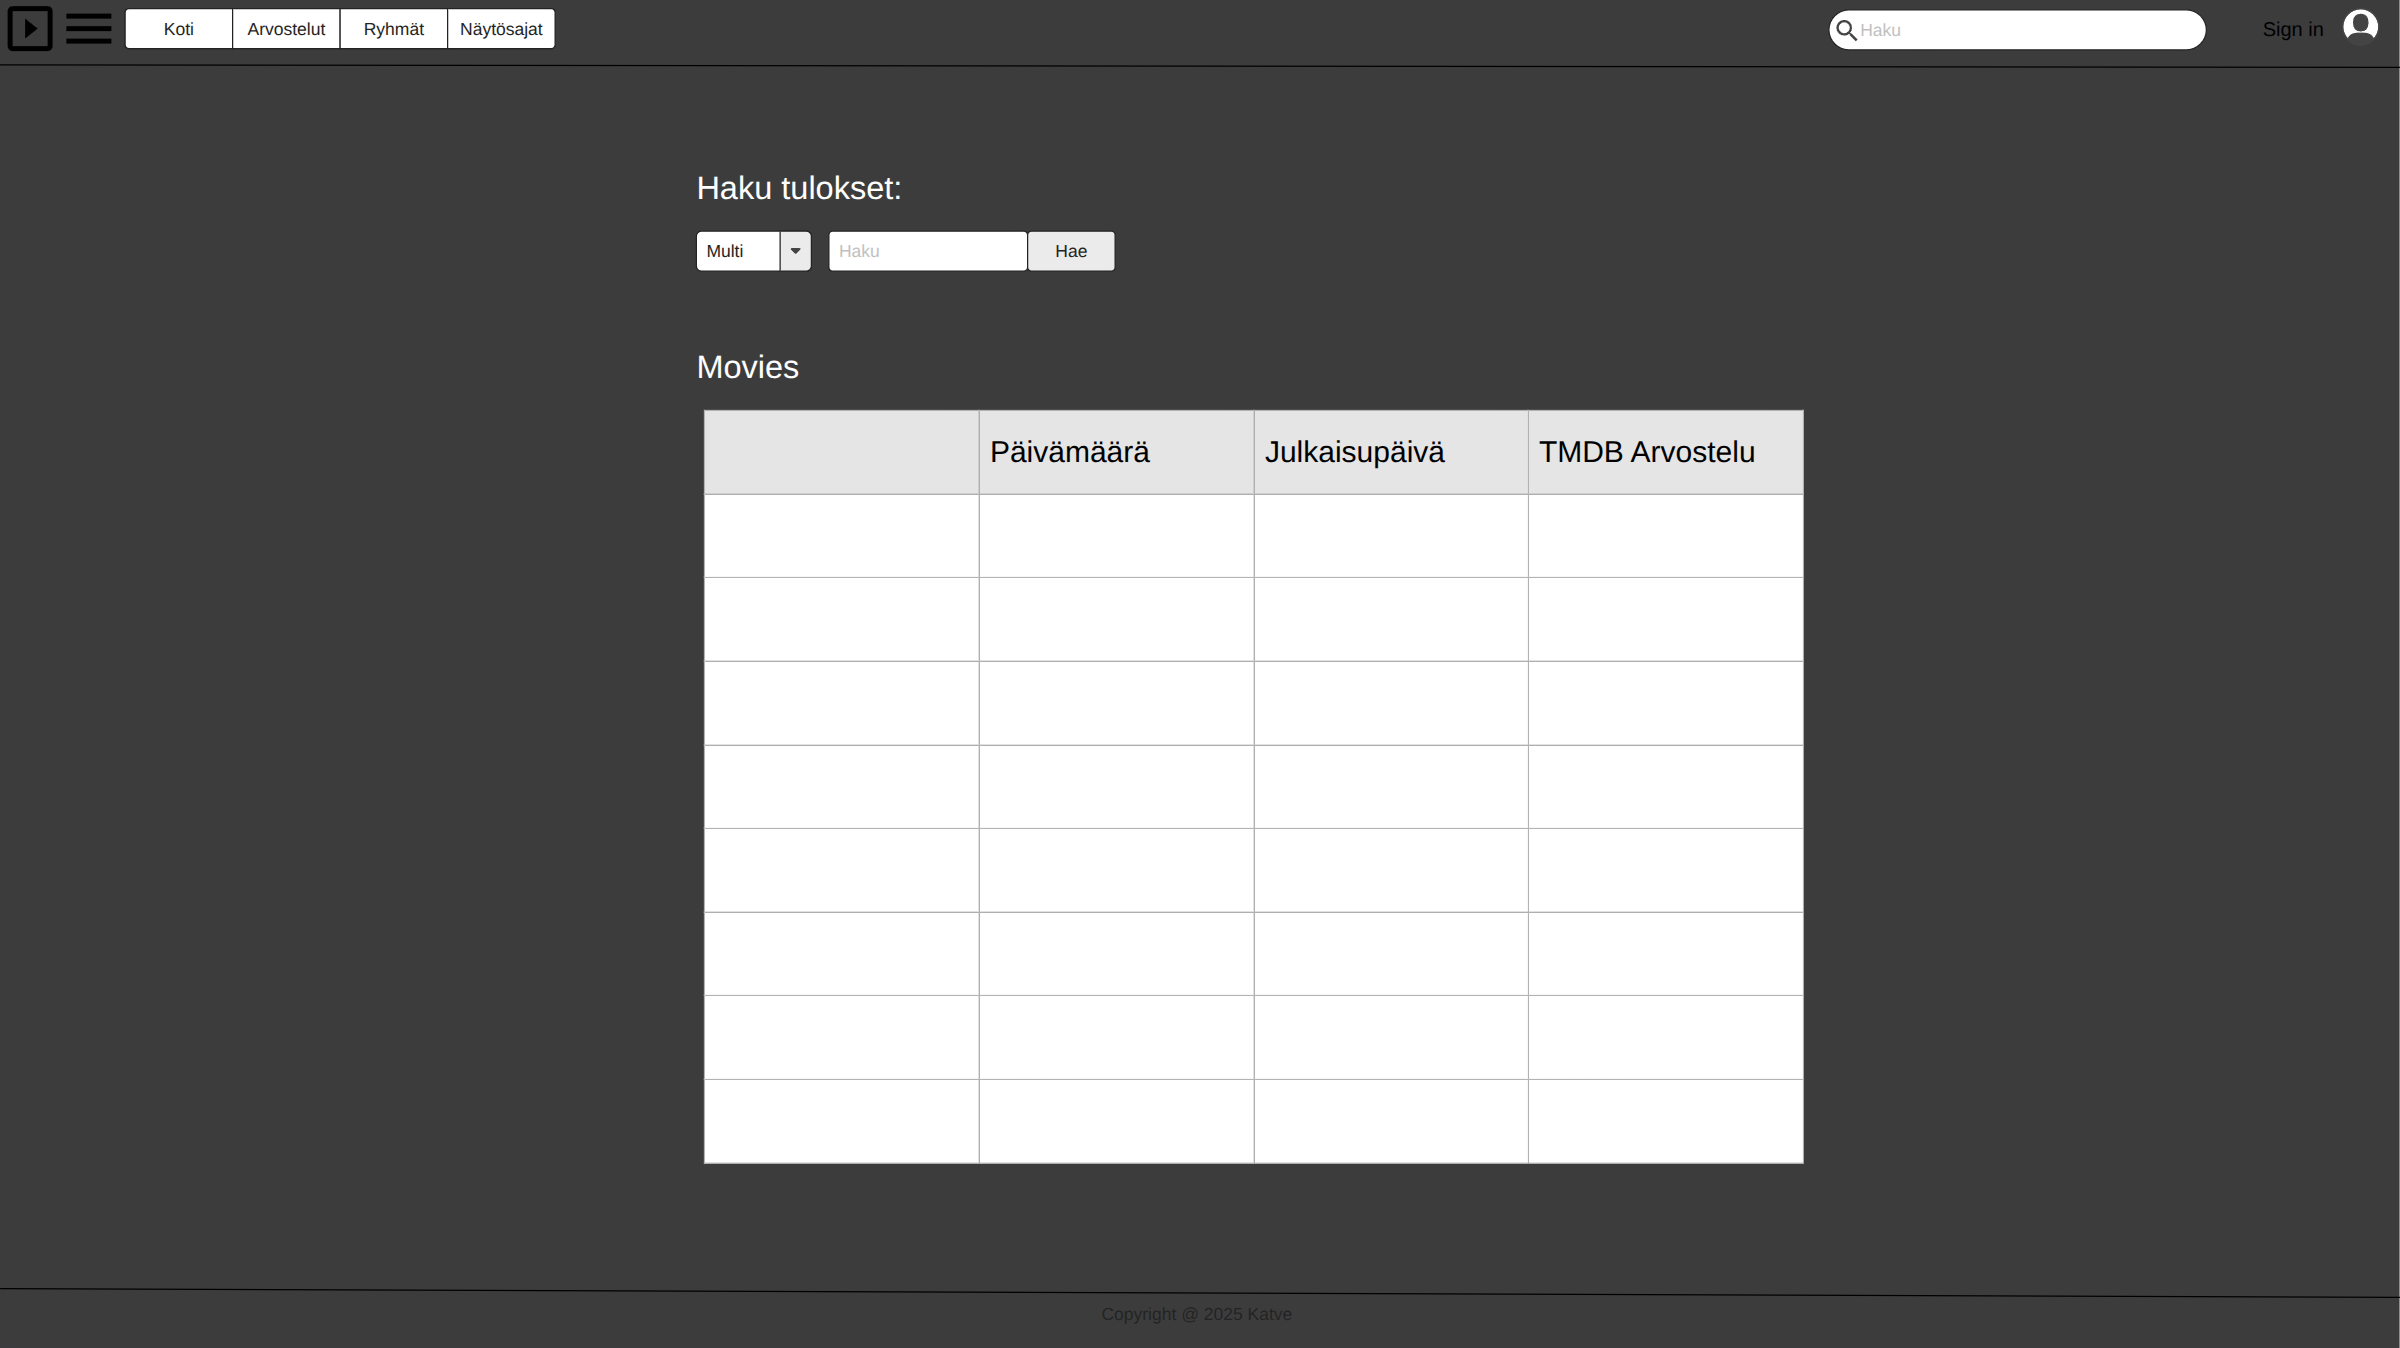 Koti Arvostelut Ryhmät Näytösajat Haku Sign in
Haku tulokset:
Multi Haku Hae
Movies
Päivämäärä Julkaisupäivä TMDB Arvostelu
Copyright @ 2025 Katve